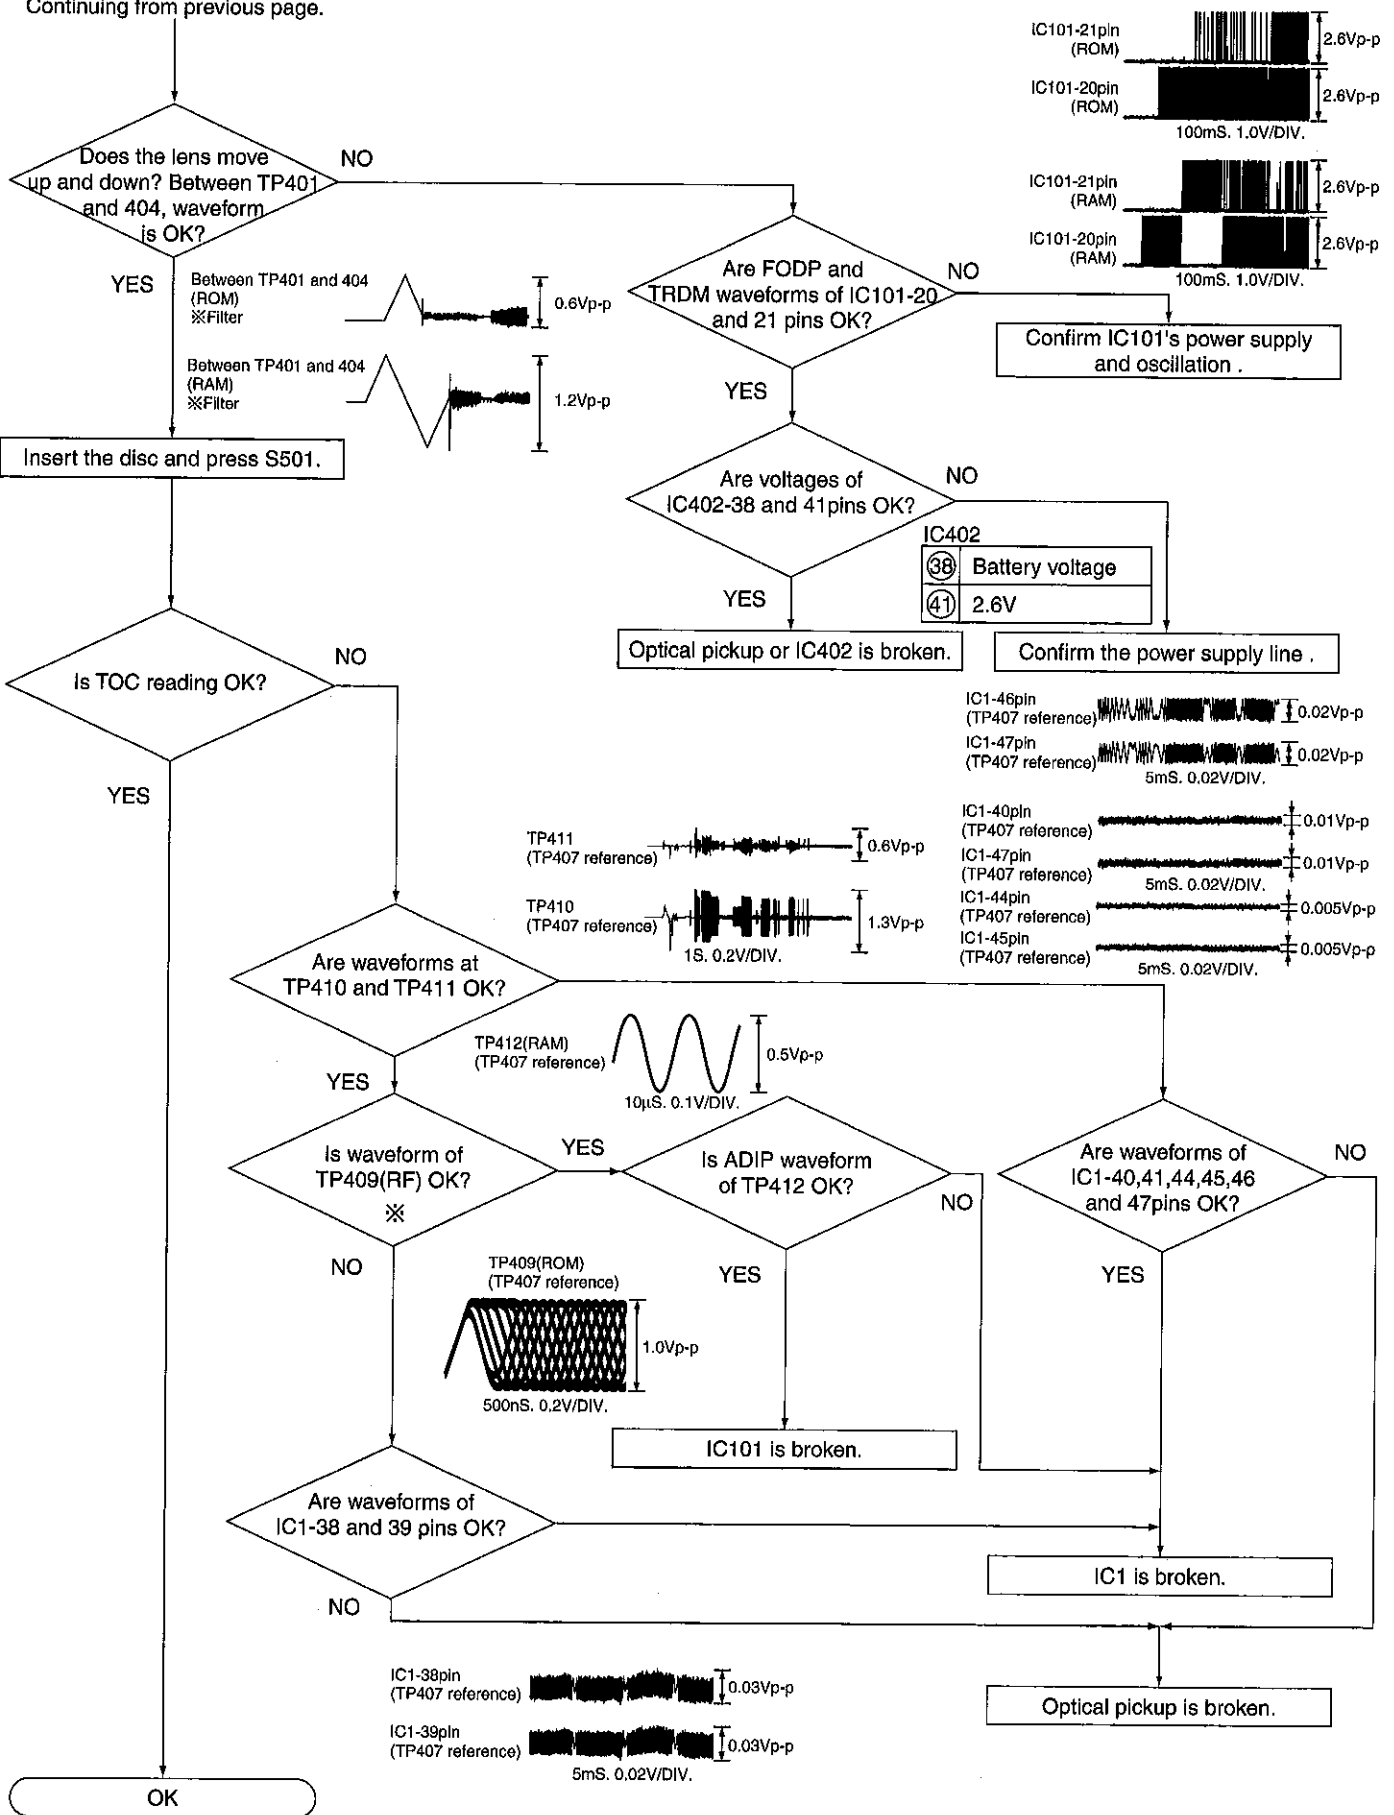 Continuing from previous page.
IC101-21pin
(ROM)
2.6Vp-p
IC101-20pin
(ROM)
2.6Vp-p
100mS. 1.0V/DIV.
IC101-21pin
(RAM)
2.6Vp-p
IC101-20pin
(RAM)
2.6Vp-p
100mS. 1.0V/DIV.
Does the lens move
up and down? Between TP401
and 404, waveform
is OK?
NO
YES
Between TP401 and 404
(ROM)
※Filter
0.6Vp-p
Between TP401 and 404
(RAM)
※Filter
1.2Vp-p
Are FODP and
TRDM waveforms of IC101-20
and 21 pins OK?
NO
YES
Confirm IC101's power supply
and oscillation .
Insert the disc and press S501.
Are voltages of
IC402-38 and 41pins OK?
NO
YES
IC402
38 Battery voltage
41 2.6V
Optical pickup or IC402 is broken.
Confirm the power supply line .
Is TOC reading OK?
NO
YES
IC1-46pin
(TP407 reference)
0.02Vp-p
IC1-47pin
(TP407 reference)
0.02Vp-p
5mS. 0.02V/DIV.
IC1-40pin
(TP407 reference)
0.01Vp-p
IC1-47pin
(TP407 reference)
0.01Vp-p
5mS. 0.02V/DIV.
IC1-44pin
(TP407 reference)
0.005Vp-p
IC1-45pin
(TP407 reference)
0.005Vp-p
5mS. 0.02V/DIV.
TP411
(TP407 reference)
0.6Vp-p
TP410
(TP407 reference)
1.3Vp-p
1S. 0.2V/DIV.
Are waveforms at
TP410 and TP411 OK?
YES
TP412(RAM)
(TP407 reference)
0.5Vp-p
10µS. 0.1V/DIV.
Is waveform of
TP409(RF) OK?
※
YES
NO
Is ADIP waveform
of TP412 OK?
NO
YES
Are waveforms of
IC1-40,41,44,45,46
and 47pins OK?
NO
YES
TP409(ROM)
(TP407 reference)
1.0Vp-p
500nS. 0.2V/DIV.
IC101 is broken.
Are waveforms of
IC1-38 and 39 pins OK?
NO
IC1 is broken.
IC1-38pin
(TP407 reference)
0.03Vp-p
IC1-39pin
(TP407 reference)
0.03Vp-p
5mS. 0.02V/DIV.
Optical pickup is broken.
OK